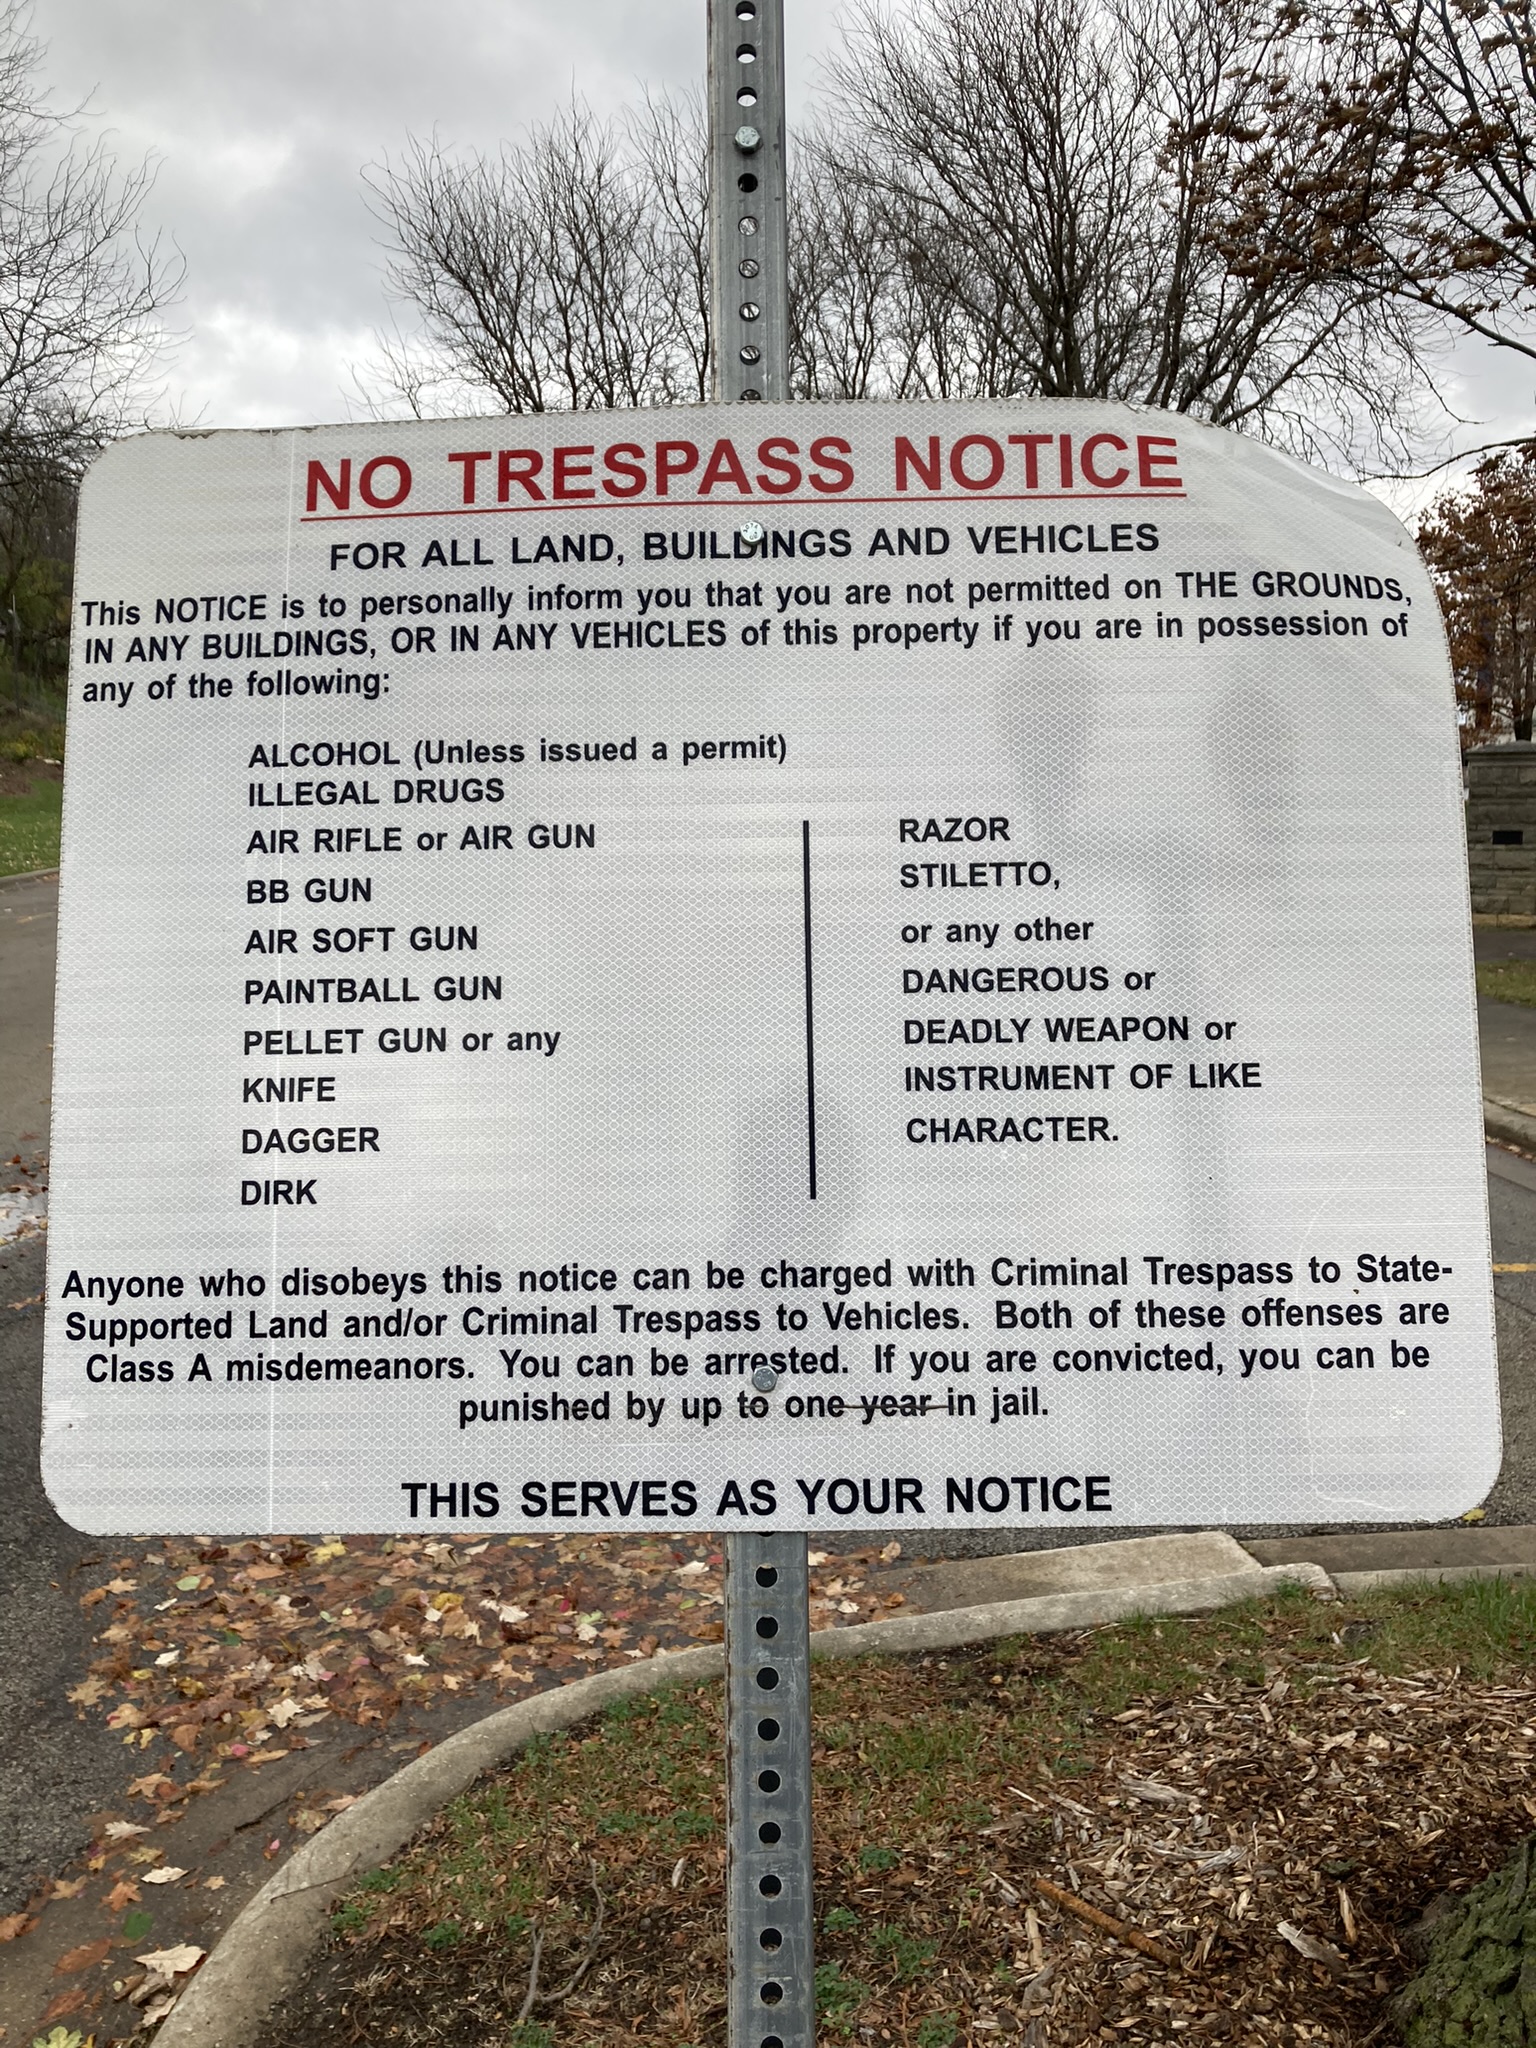 NO TRESPASS NOTICE
FOR ALL LAND, BUILDINGS AND VEHICLES
This NOTICE is to personally inform you that you are not permitted on THE GROUNDS,
IN ANY BUILDINGS, OR IN ANY VEHICLES of this property if you are in possession of
any of the following:
ALCOHOL (Unless issued a permit)
ILLEGAL DRUGS
AIR RIFLE or AIR GUN
BB GUN
AIR SOFT GUN
PAINTBALL GUN
PELLET GUN or any
KNIFE
DAGGER
DIRK
RAZOR
STILETTO,
or any other
DANGEROUS or
DEADLY WEAPON or
INSTRUMENT OF LIKE
CHARACTER.
Anyone who disobeys this notice can be charged with Criminal Trespass to State-
Supported Land and/or Criminal Trespass to Vehicles. Both of these offenses are
Class A misdemeanors. You can be arrested. If you are convicted, you can be
punished by up to one year in jail.
THIS SERVES AS YOUR NOTICE